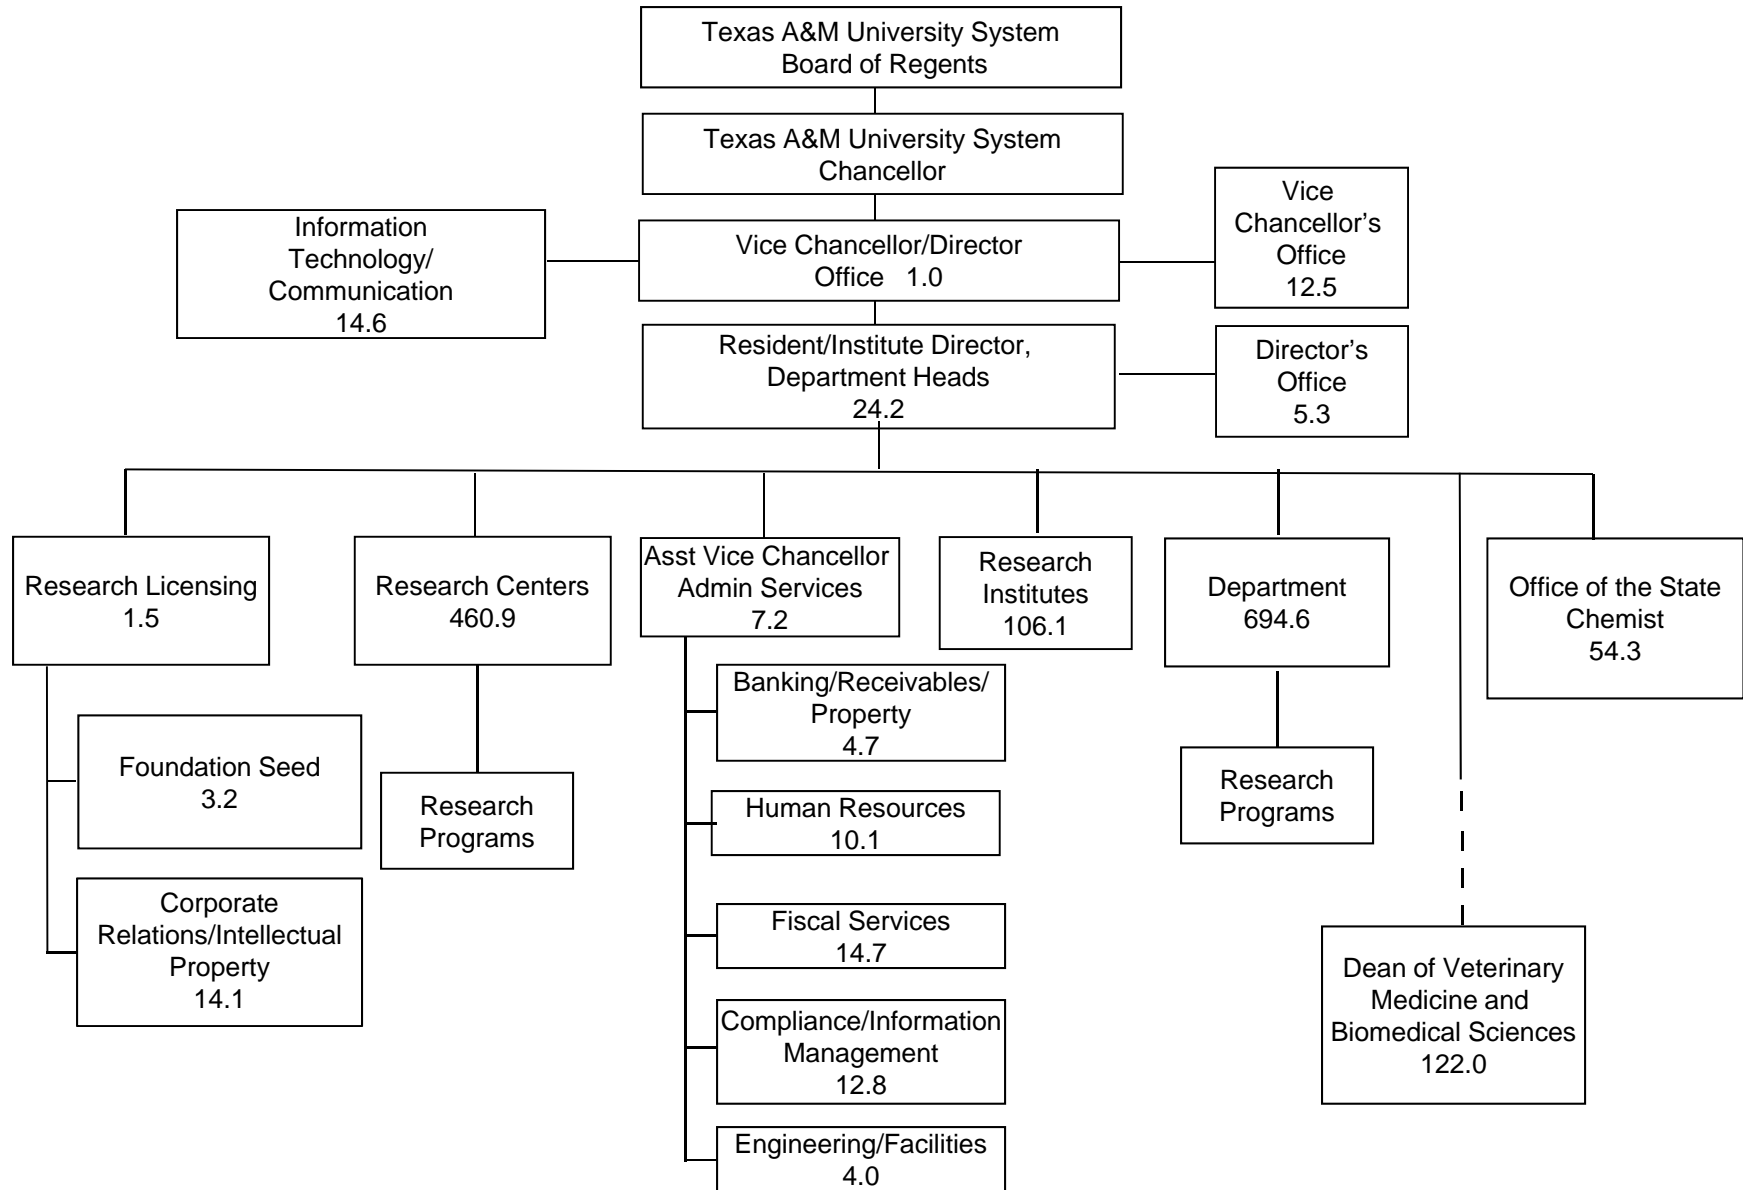 Texas A&M University System
Board of Regents
Texas A&M University System
Chancellor
Information
Technology/
Communication
14.6
Vice Chancellor/Director
Office 1.0
Vice
Chancellor’s
Office
12.5
Resident/Institute Director,
Department Heads
24.2
Director’s
Office
5.3
Research Licensing
1.5
Research Centers
460.9
Asst Vice Chancellor
Admin Services
7.2
Research
Institutes
106.1
Department
694.6
Office of the State
Chemist
54.3
Foundation Seed
3.2
Corporate
Relations/Intellectual
Property
14.1
Research
Programs
Banking/Receivables/
Property
4.7
Human Resources
10.1
Fiscal Services
14.7
Compliance/Information
Management
12.8
Engineering/Facilities
4.0
Research
Programs
Dean of Veterinary
Medicine and
Biomedical Sciences
122.0